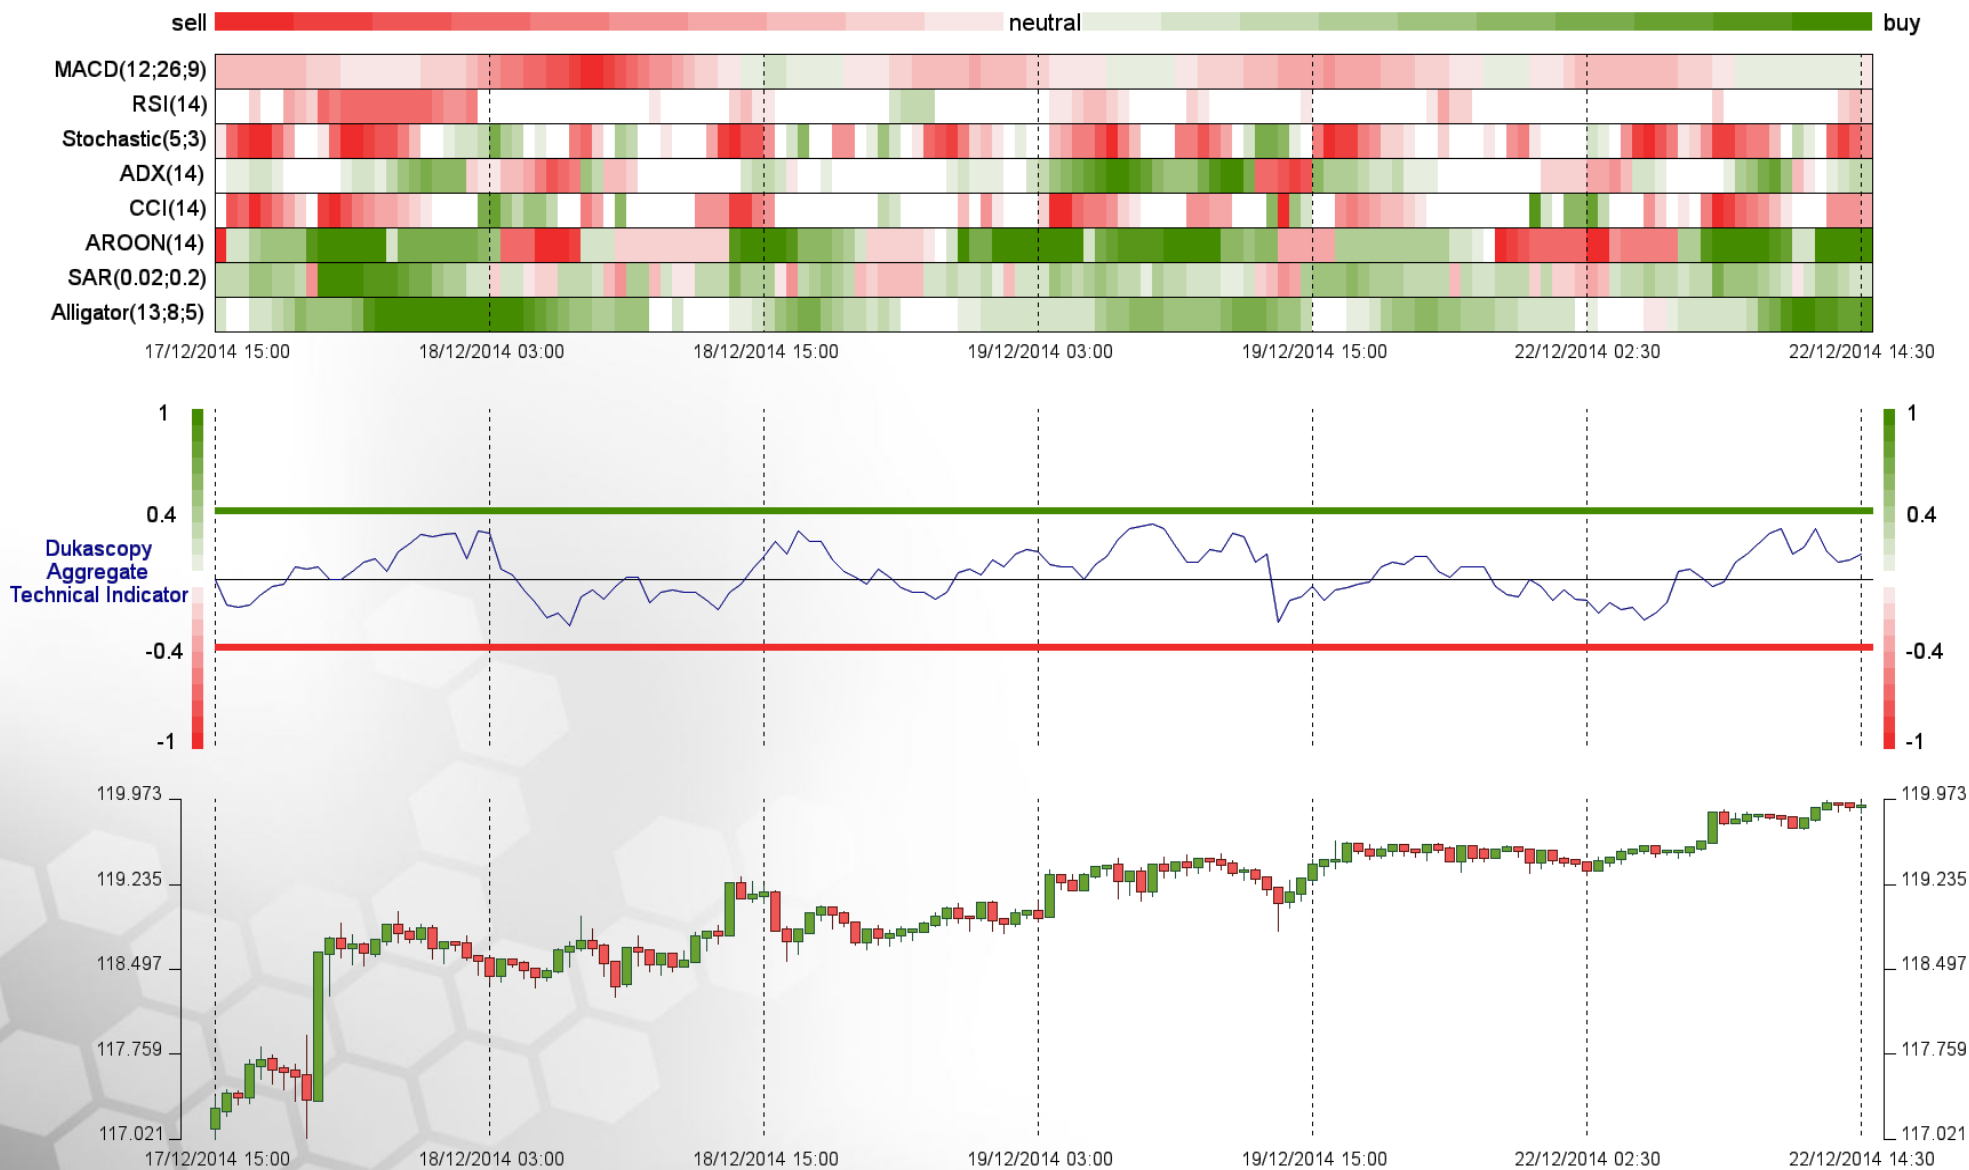 sell neutral buy
MACD(12;26;9)
RSI(14)
Stochastic(5;3)
ADX(14)
CCI(14)
AROON(14)
SAR(0.02;0.2)
Alligator(13;8;5)
17/12/2014 15:00 18/12/2014 03:00 18/12/2014 15:00 19/12/2014 03:00 19/12/2014 15:00 22/12/2014 02:30 22/12/2014 14:30
1 1
0.4 0.4
Dukascopy
Aggregate
Technical Indicator
-0.4 -0.4
-1 -1
119.973 119.973
119.235 119.235
118.497 118.497
117.759 117.759
117.021 117.021
17/12/2014 15:00 18/12/2014 03:00 18/12/2014 15:00 19/12/2014 03:00 19/12/2014 15:00 22/12/2014 02:30 22/12/2014 14:30